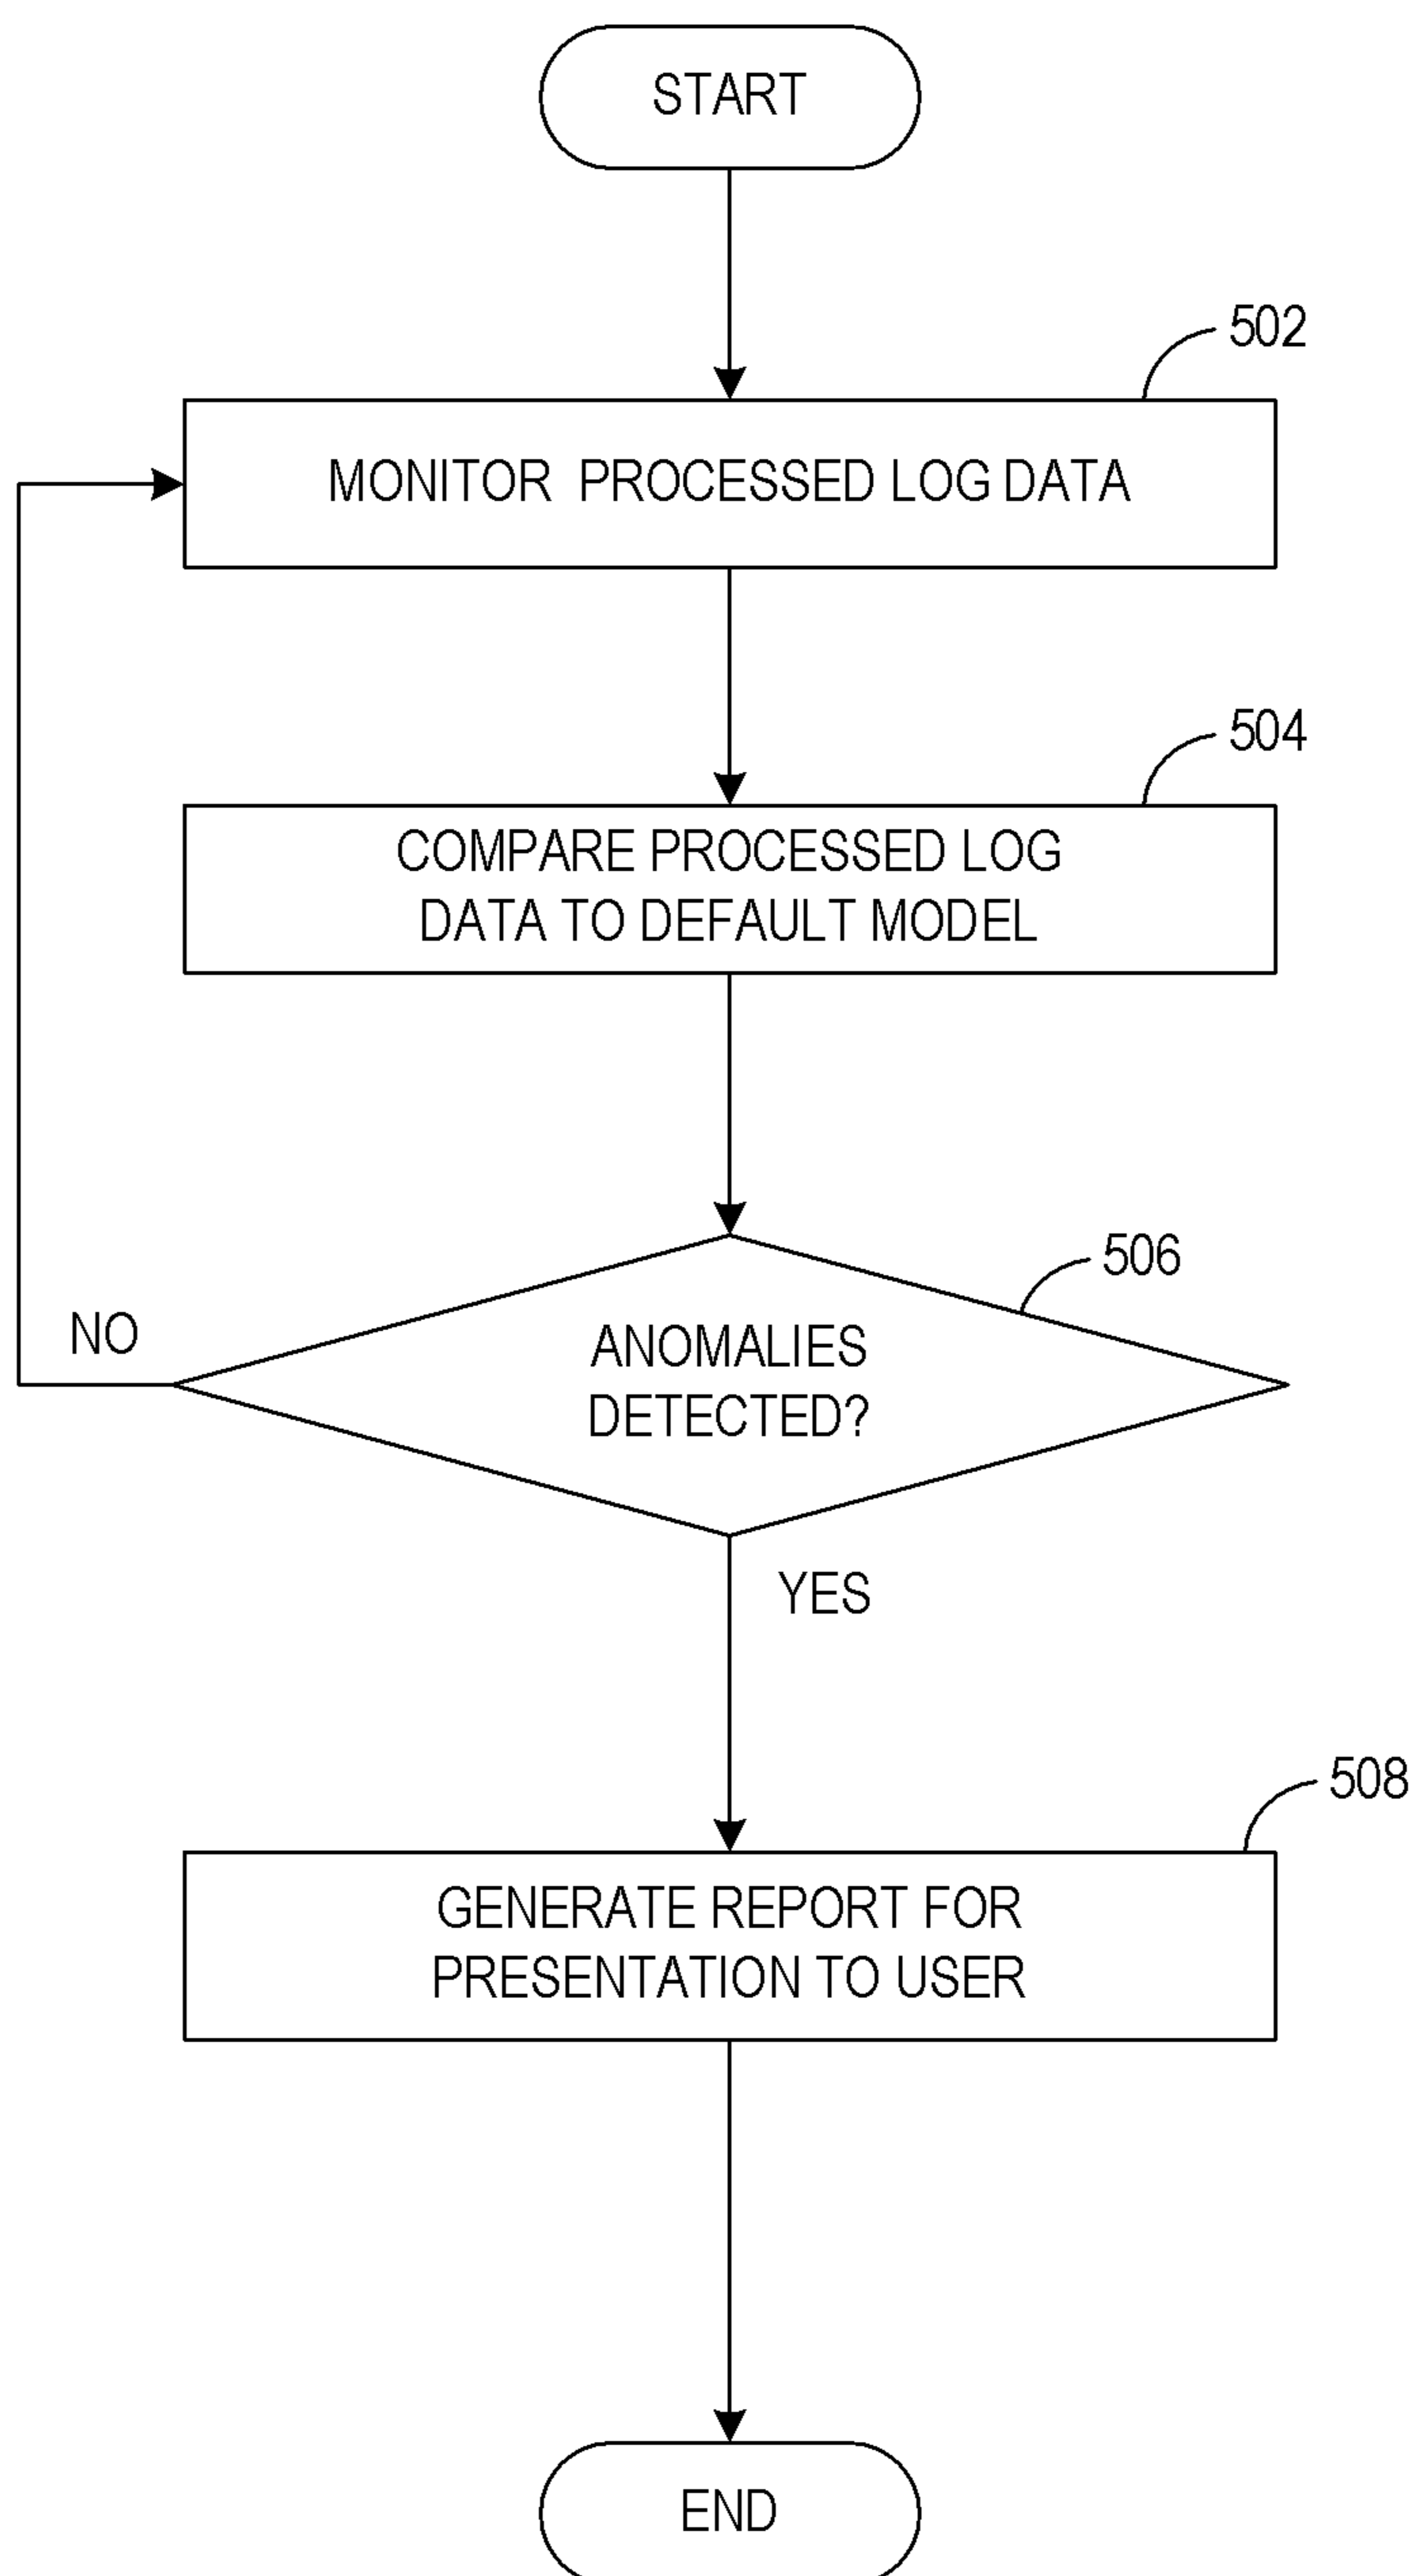 START
502
MONITOR PROCESSED LOG DATA
504
COMPARE PROCESSED LOG
DATA TO DEFAULT MODEL
506
NO
ANOMALIES
DETECTED?
YES
508
GENERATE REPORT FOR
PRESENTATION TO USER
END